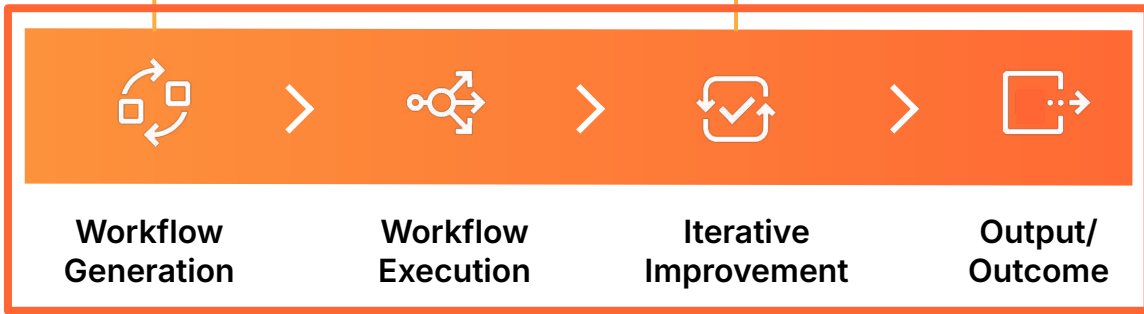 Workflow
Generation
Workflow
Execution
Iterative
Improvement
Output/
Outcome